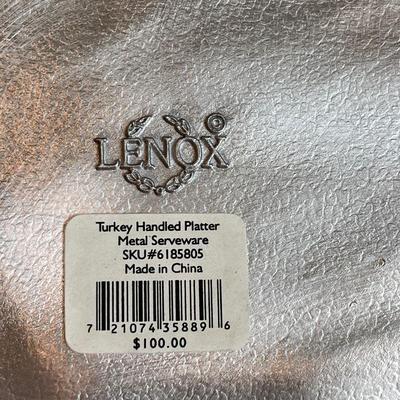 ©
LENOX
Turkey Handled Platter
Metal Serveware
SKU#6185805
Made in China
7 21074 35889 6
$100.00